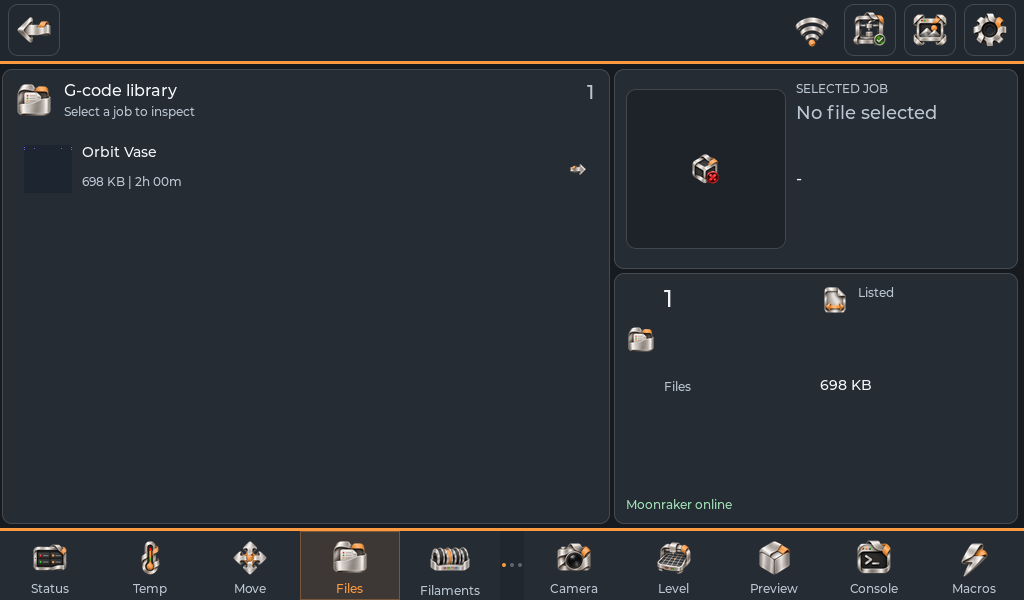 G-code library
Select a job to inspect
1
Orbit Vase
698 KB | 2h 00m
SELECTED JOB
No file selected
-
1
Files
Listed
698 KB
Moonraker online
Status
Temp
Move
Files
Filaments
Camera
Level
Preview
Console
Macros